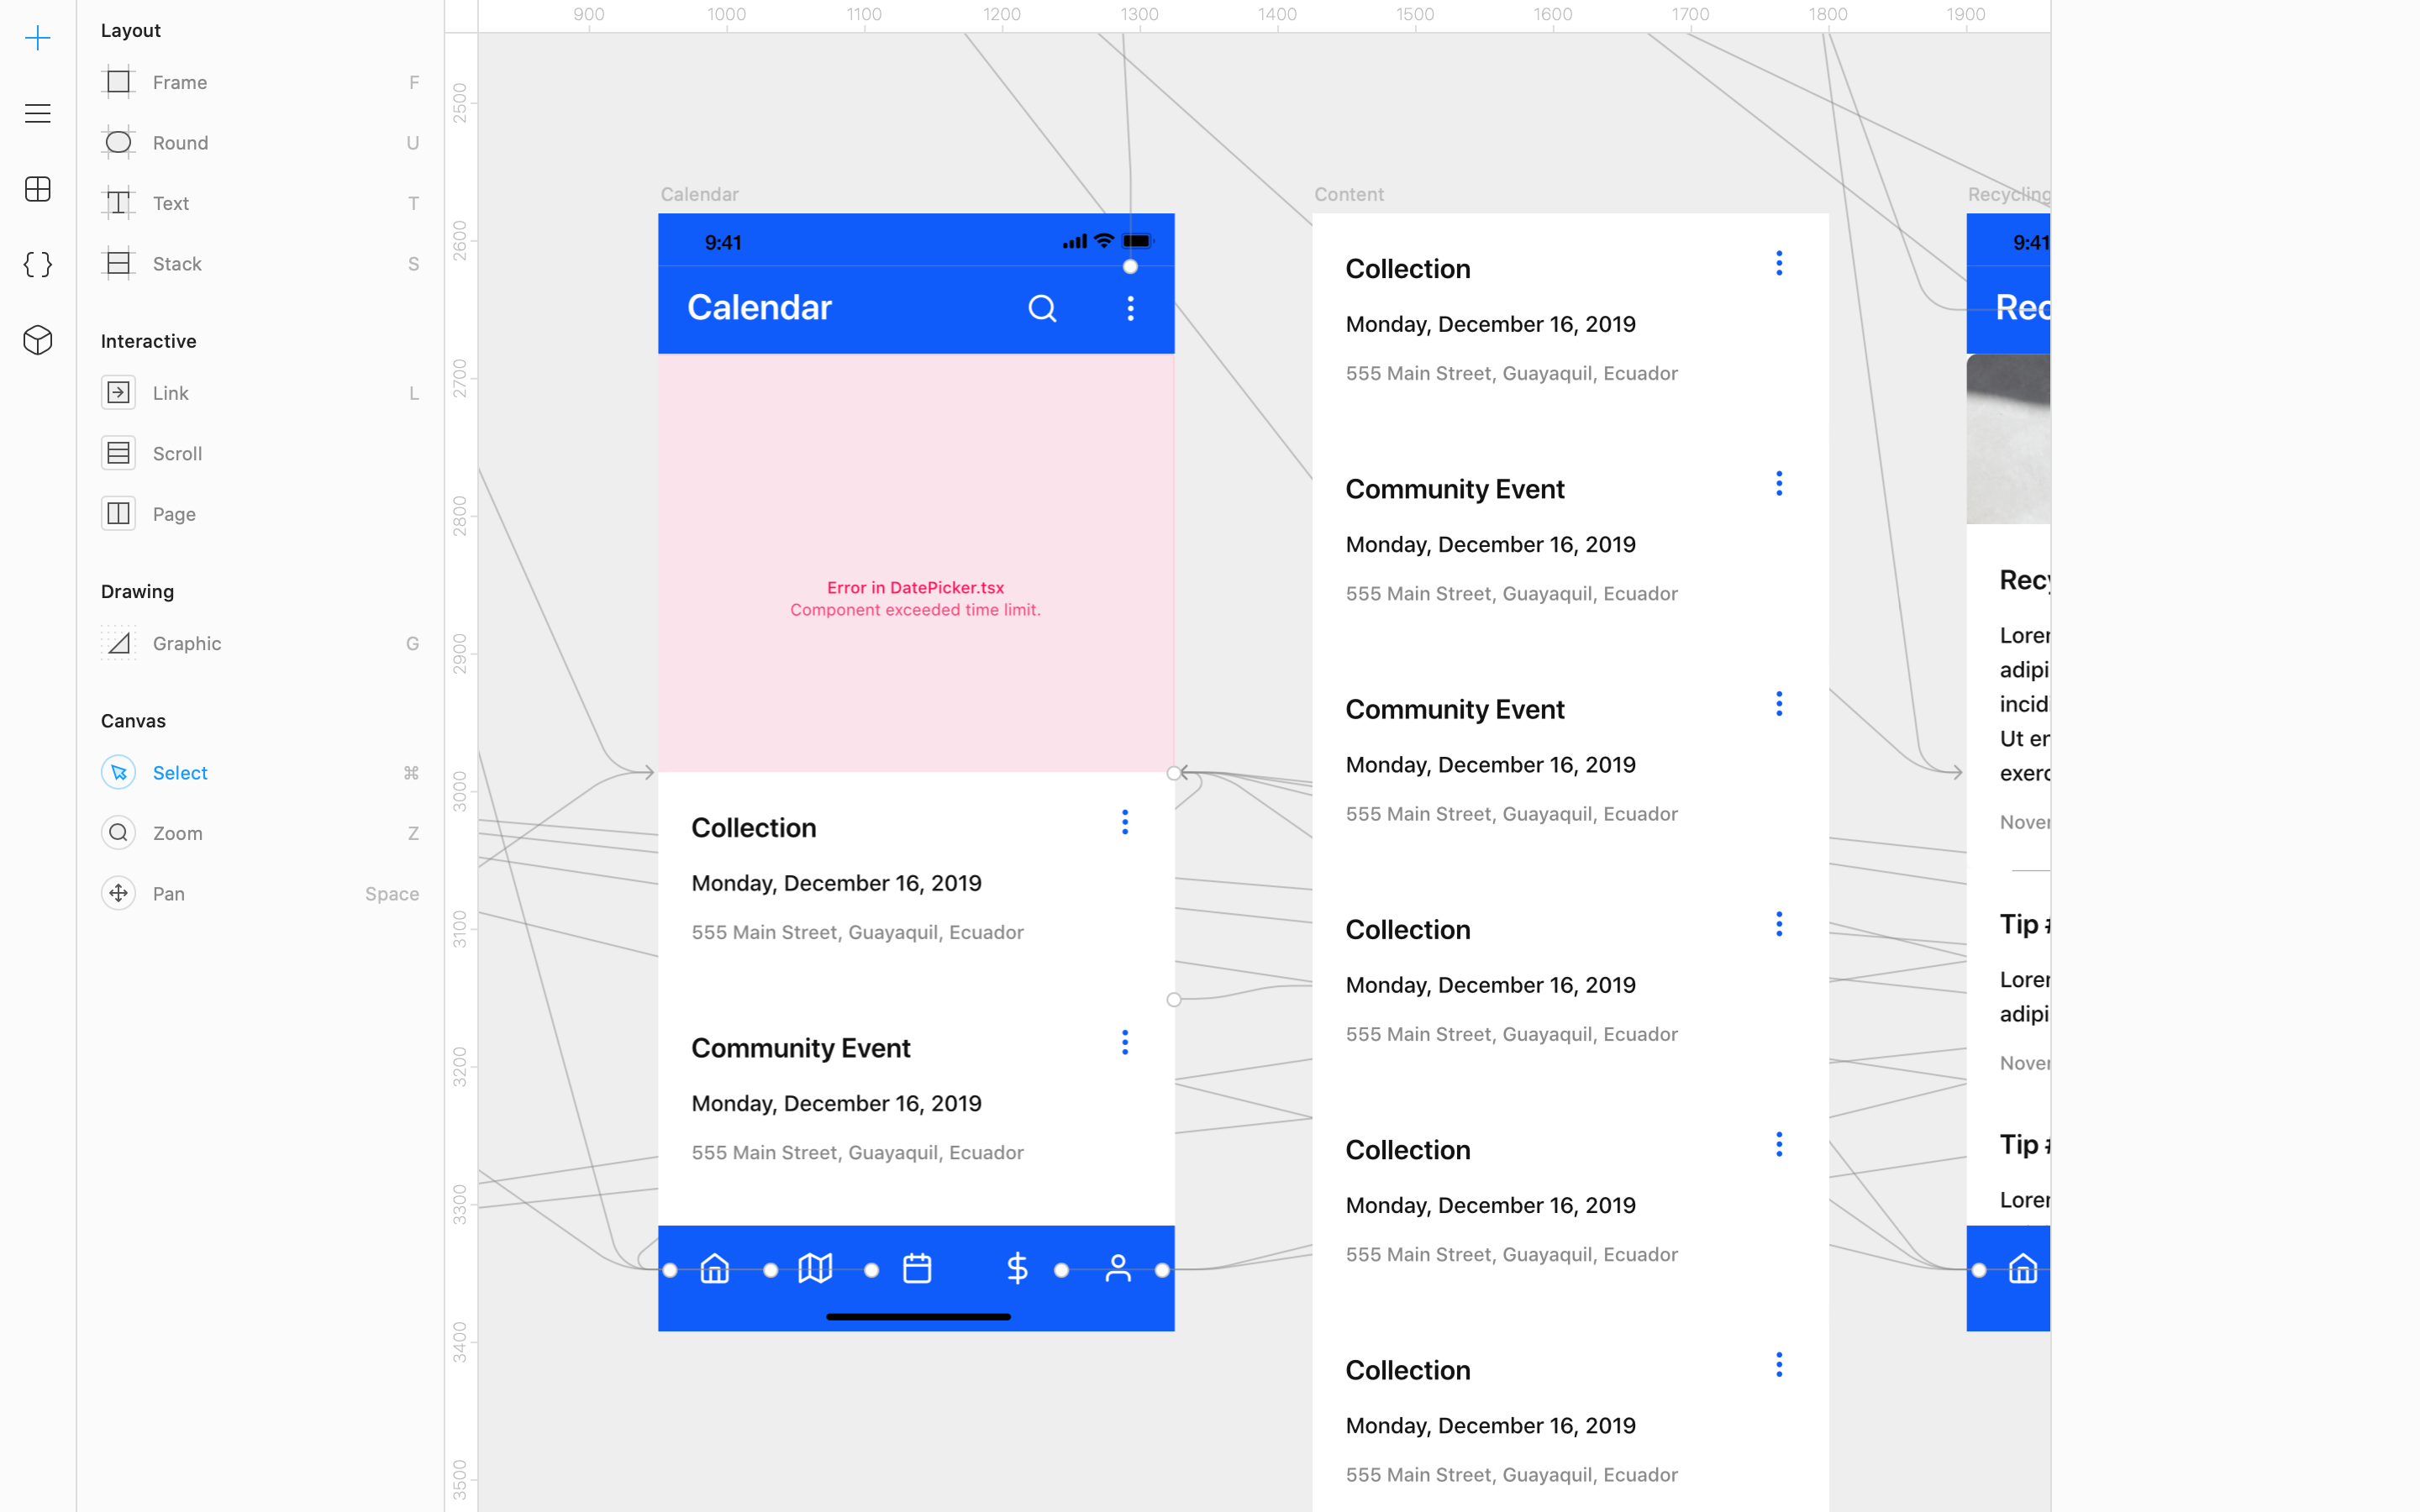 Layout
Frame F
Round U
Text T
Stack S
Interactive
Link L
Scroll
Page
Drawing
Graphic G
Canvas
Select ⌘
Zoom Z
Pan Space
900 1000 1100 1200 1300 1400 1500 1600 1700 1800 1900
2500
2600
2700
2800
2900
3000
3100
3200
3300
3400
3500
Calendar
9:41
Calendar
Error in DatePicker.tsx
Component exceeded time limit.
Collection
Monday, December 16, 2019
555 Main Street, Guayaquil, Ecuador
Community Event
Monday, December 16, 2019
555 Main Street, Guayaquil, Ecuador
Content
Collection
Monday, December 16, 2019
555 Main Street, Guayaquil, Ecuador
Community Event
Monday, December 16, 2019
555 Main Street, Guayaquil, Ecuador
Community Event
Monday, December 16, 2019
555 Main Street, Guayaquil, Ecuador
Collection
Monday, December 16, 2019
555 Main Street, Guayaquil, Ecuador
Collection
Monday, December 16, 2019
555 Main Street, Guayaquil, Ecuador
Collection
Monday, December 16, 2019
555 Main Street, Guayaquil, Ecuador
Recycling
9:41
Rec
Recy
Lorer
adipi
incid
Ut er
exerc
Nover
Tip #
Lorer
adipi
Nover
Tip #
Lorer